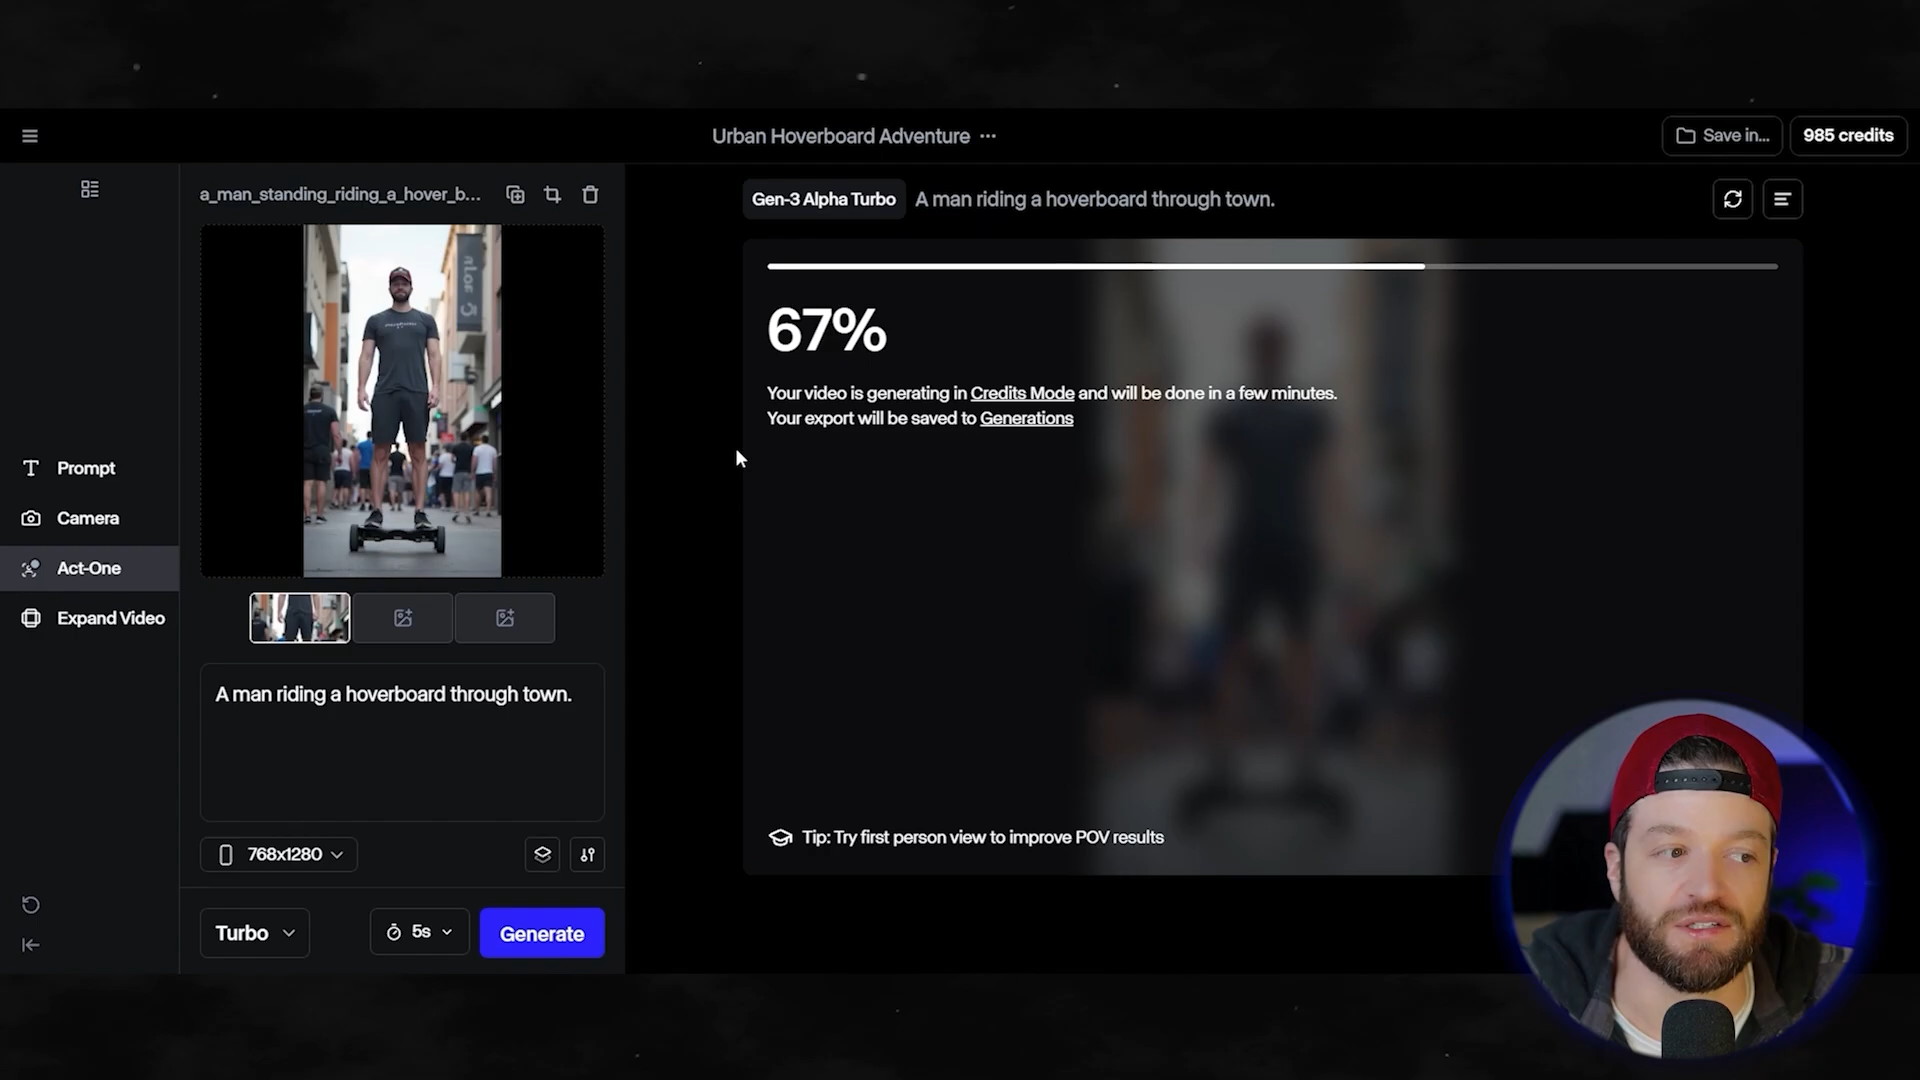 Urban Hoverboard Adventure
Save in...
985 credits
a_man_standing_riding_a_hover_b...
Gen-3 Alpha Turbo
A man riding a hoverboard through town.
67%
Your video is generating in Credits Mode and will be done in a few minutes.
Your export will be saved to Generations
Prompt
Camera
Act-One
Expand Video
A man riding a hoverboard through town.
Tip: Try first person view to improve POV results
768x1280
Turbo
5s
Generate